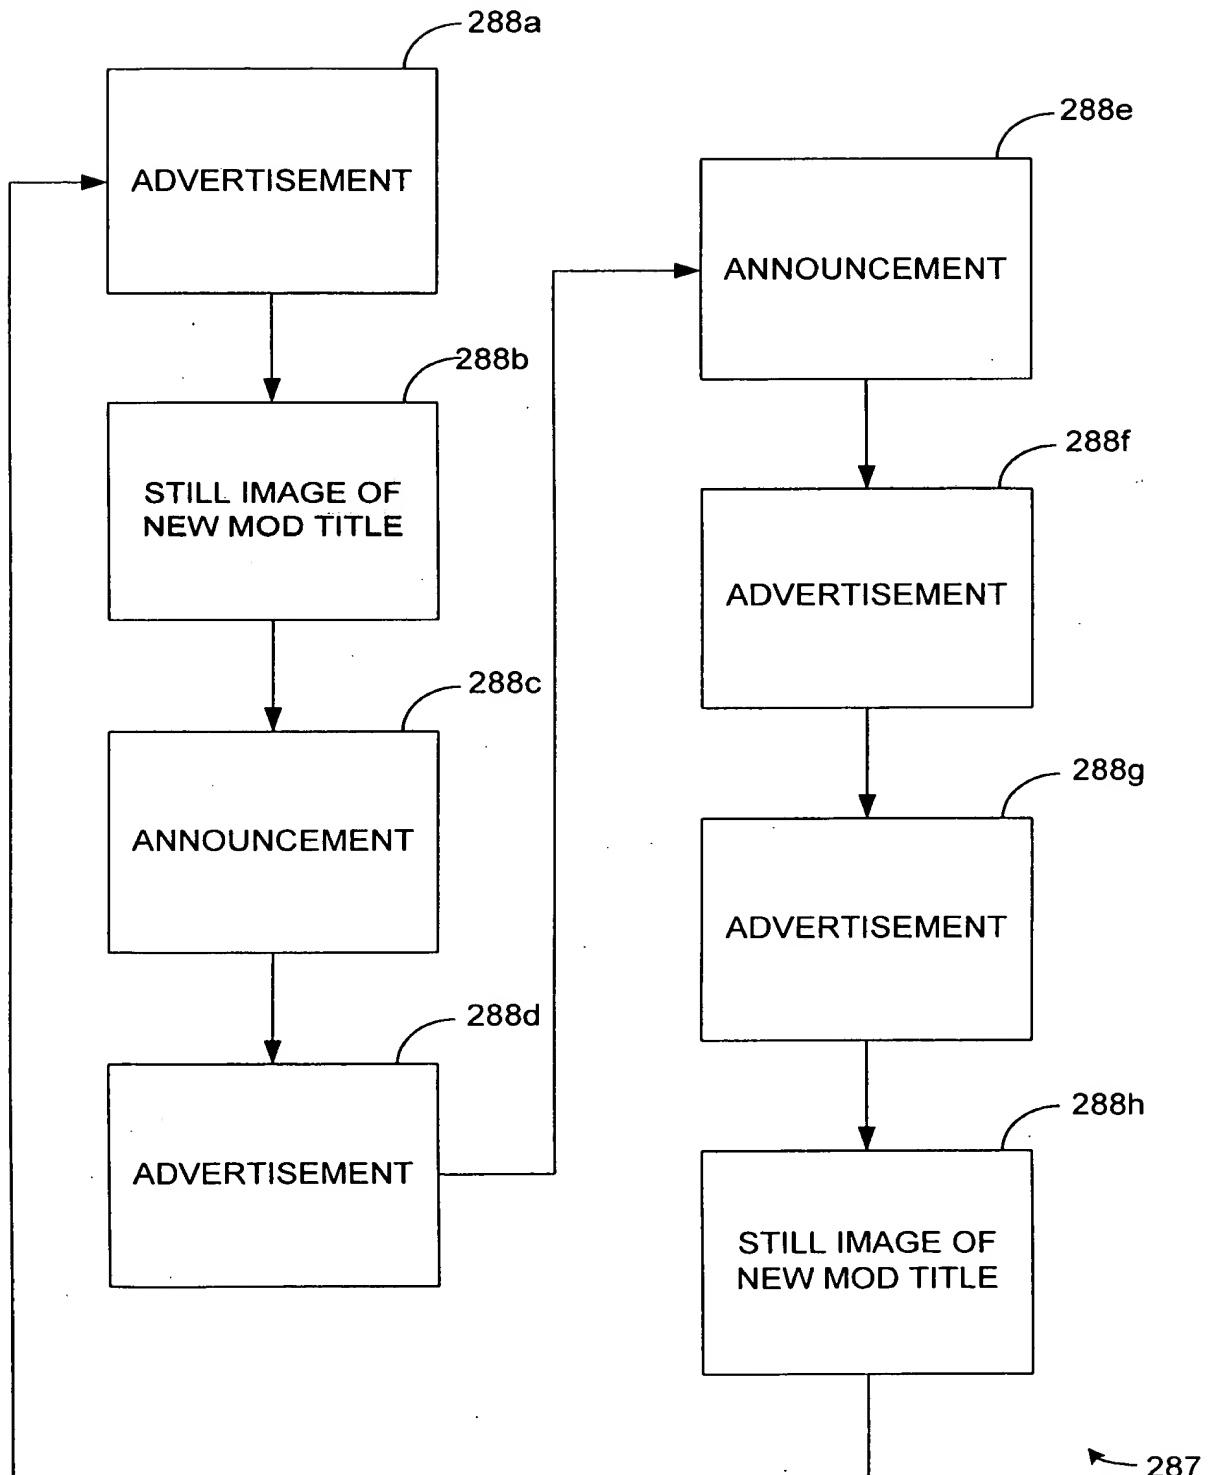 288a
ADVERTISEMENT
288b
STILL IMAGE OF
NEW MOD TITLE
288c
ANNOUNCEMENT
288d
ADVERTISEMENT
288e
ANNOUNCEMENT
288f
ADVERTISEMENT
288g
ADVERTISEMENT
288h
STILL IMAGE OF
NEW MOD TITLE
287